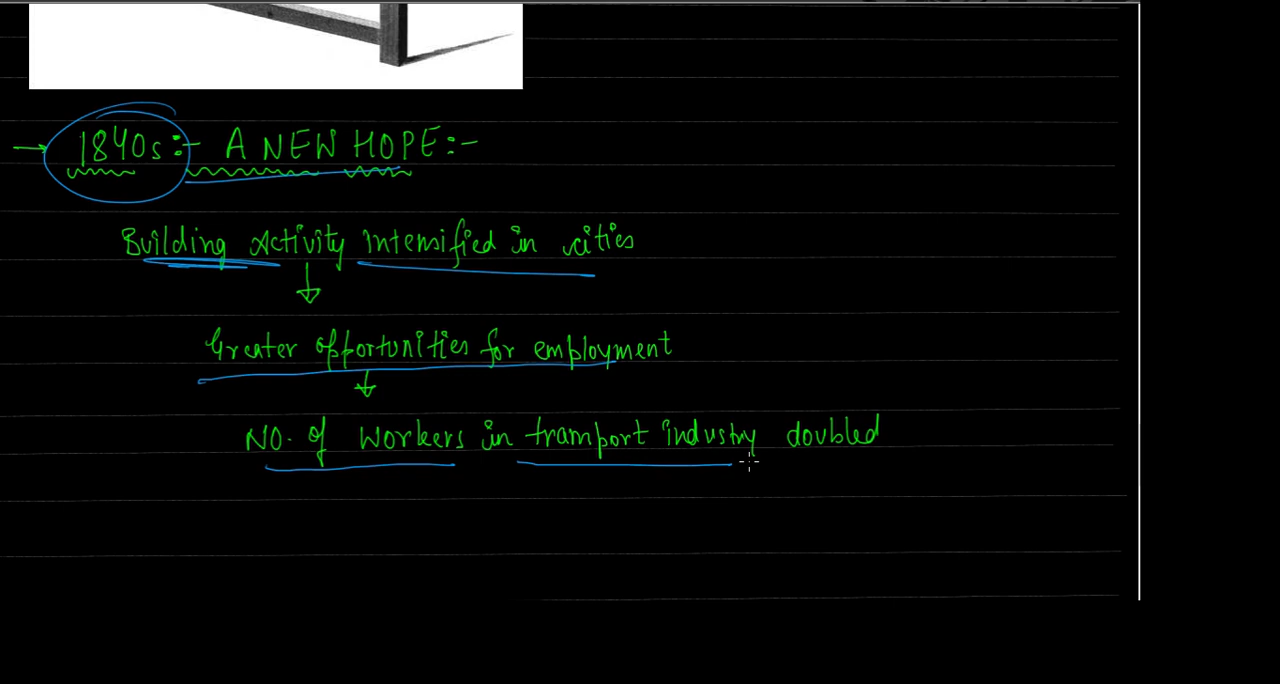 → 1840s:- A NEW HOPE:-
Building activity intensified in cities
↓
Greater opportunities for employment
↓
NO. of workers in transport industry doubled